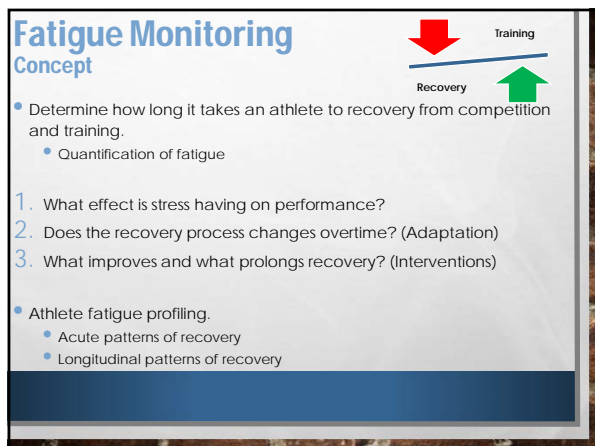 Fatigue Monitoring
Concept
Training
Recovery
• Determine how long it takes an athlete to recovery from competition
and training.
• Quantification of fatigue
1. What effect is stress having on performance?
2. Does the recovery process changes overtime? (Adaptation)
3. What improves and what prolongs recovery? (Interventions)
• Athlete fatigue profiling.
• Acute patterns of recovery
• Longitudinal patterns of recovery